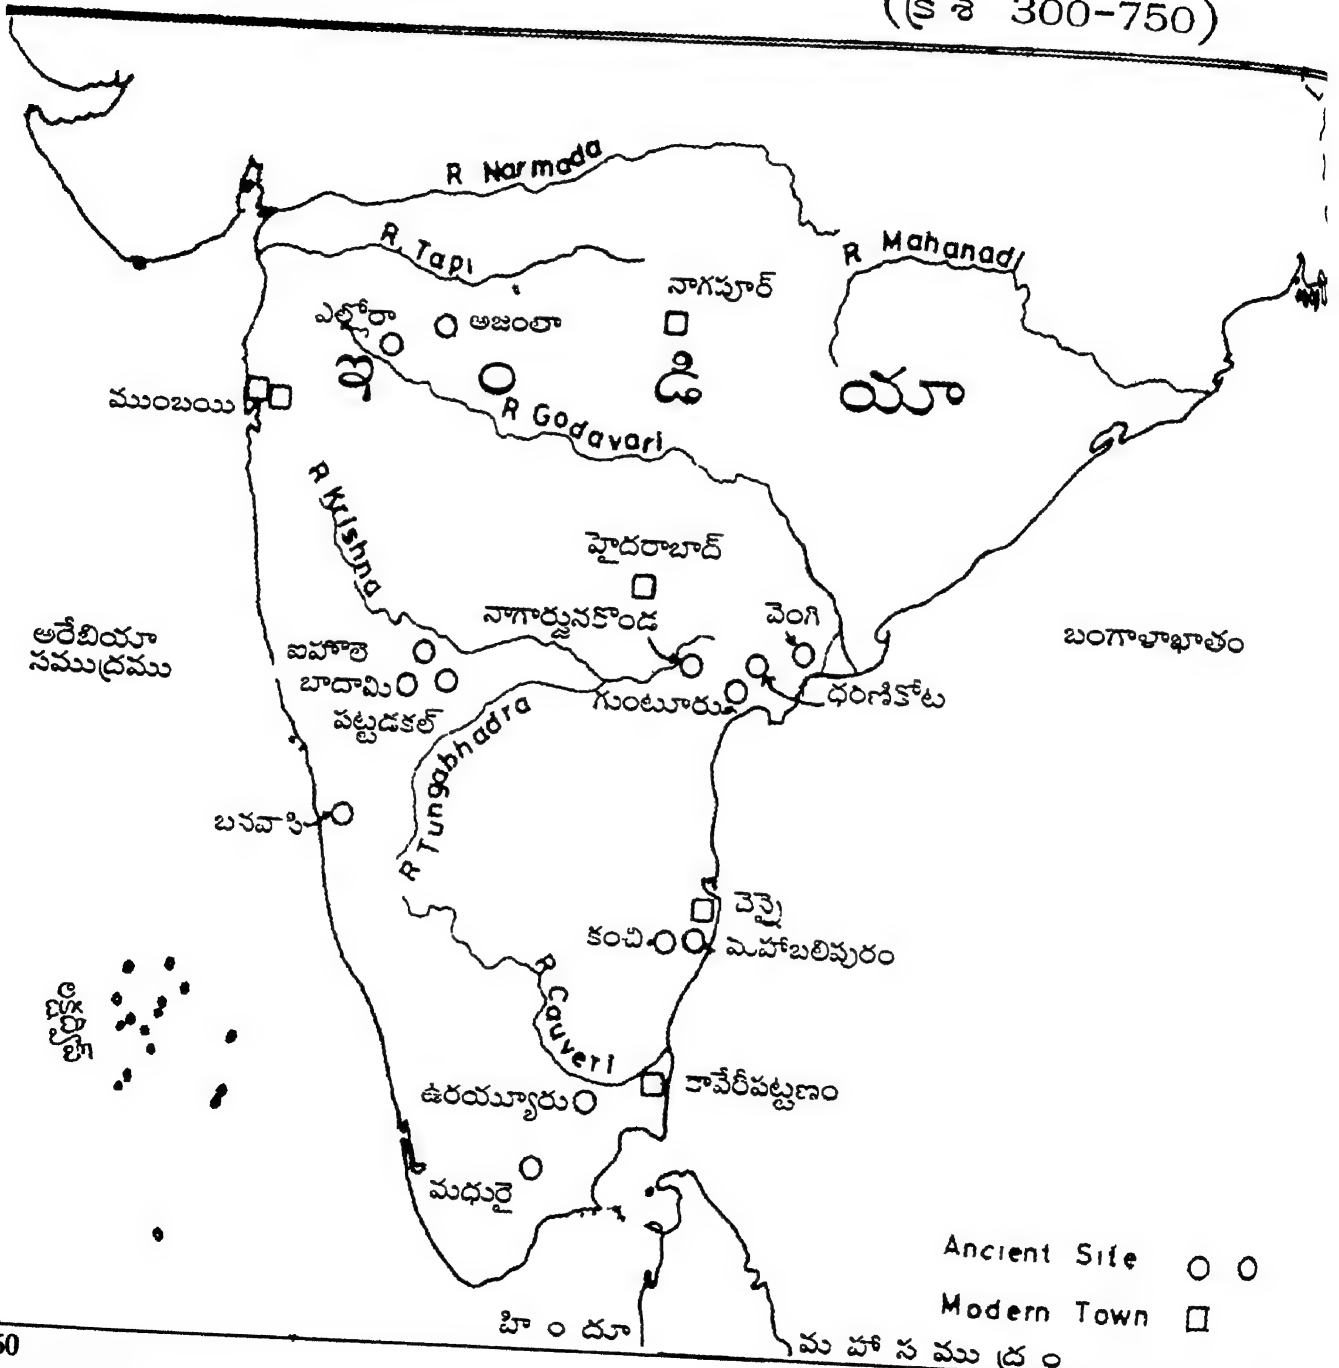 (క్రీ శ 300-750)
R Narmada
R. Tapi
R Mahanadi
నాగపూర్
ఎల్లోరా
అజంతా
ఇండియా
ముంబయి
R Godavari
R Krishna
హైదరాబాద్
నాగార్జునకొండ
వెంగి
అరేబియా
సముద్రము
బంగాళాఖాతం
ఐహోలె
బాదామి
పట్టడకల్
గుంటూరు
ధరణికోట
R Tungabhadra
బనవాసి
చెన్నై
కంచి
మహాబలిపురం
R Cauveri
ఉరయ్యూరు
కావేరీపట్టణం
మధురై
Ancient Site
Modern Town
హిందూ
మహాసముద్రం
50